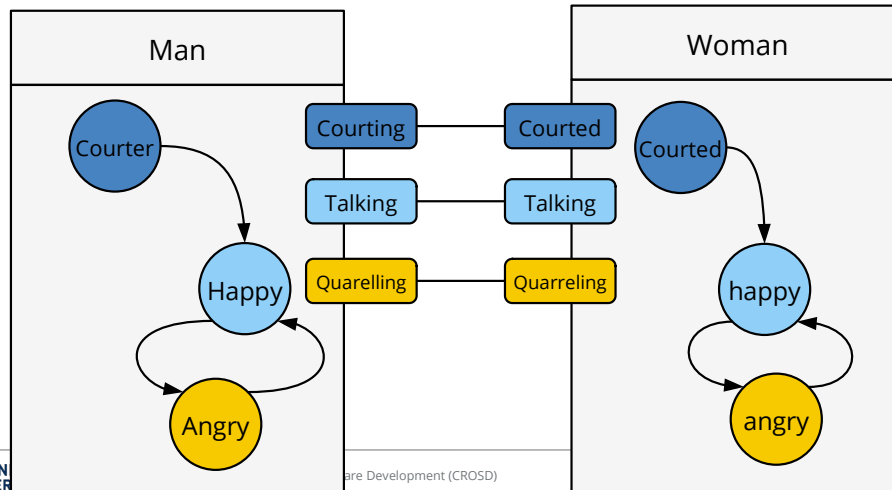 Man
Woman
Courter
Courting
Courted
Courted
Talking
Talking
Happy
Quarelling
Quarreling
happy
Angry
angry
are Development (CROSD)